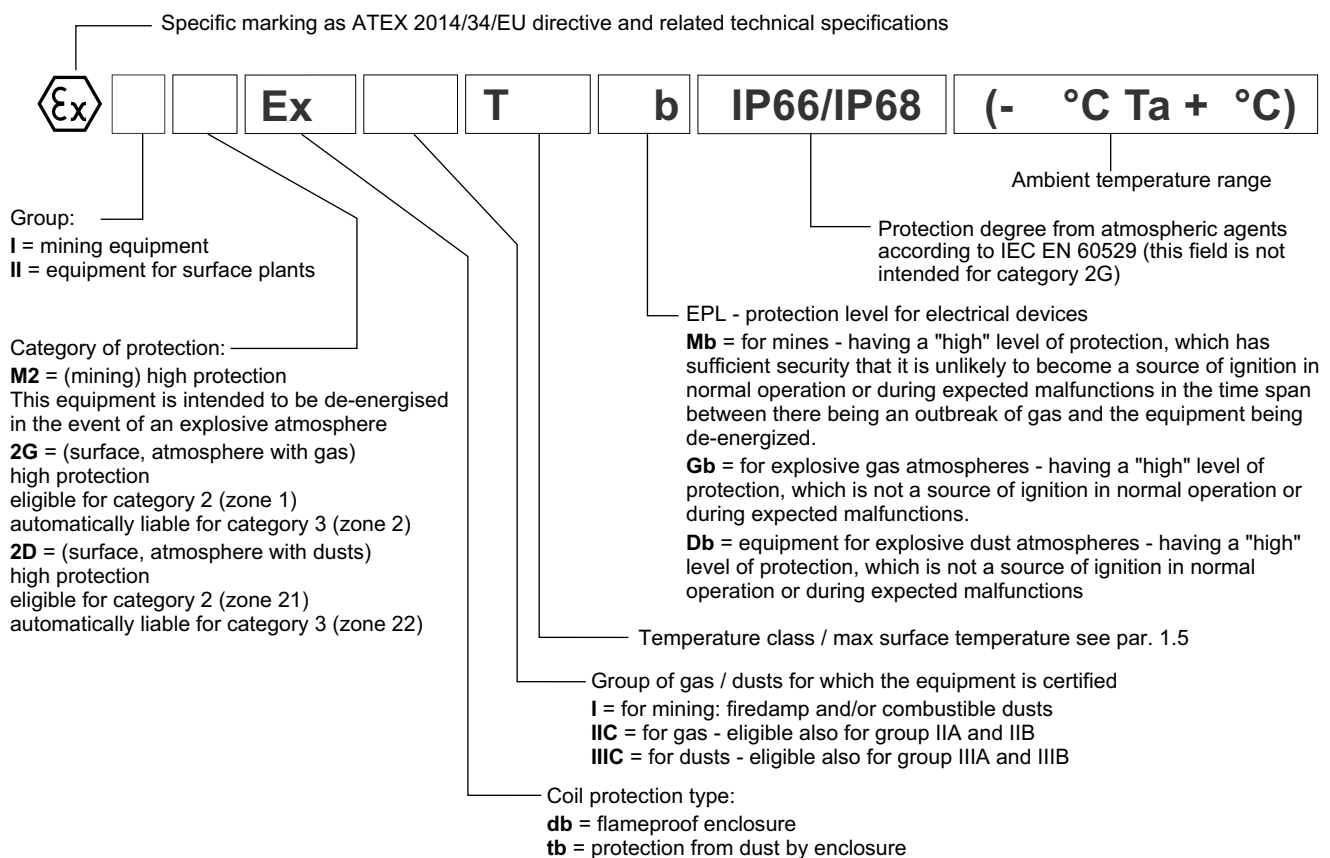 Specific marking as ATEX 2014/34/EU directive and related technical specifications
Ex Ex T b IP66/IP68 (- °C Ta + °C)
Ambient temperature range
Group:
I = mining equipment
II = equipment for surface plants
Protection degree from atmospheric agents
according to IEC EN 60529 (this field is not
intended for category 2G)
Category of protection:
M2 = (mining) high protection
This equipment is intended to be de-energised
in the event of an explosive atmosphere
2G = (surface, atmosphere with gas)
high protection
eligible for category 2 (zone 1)
automatically liable for category 3 (zone 2)
2D = (surface, atmosphere with dusts)
high protection
eligible for category 2 (zone 21)
automatically liable for category 3 (zone 22)
EPL - protection level for electrical devices
Mb = for mines - having a "high" level of protection, which has
sufficient security that it is unlikely to become a source of ignition in
normal operation or during expected malfunctions in the time span
between there being an outbreak of gas and the equipment being
de-energized.
Gb = for explosive gas atmospheres - having a "high" level of
protection, which is not a source of ignition in normal operation or
during expected malfunctions.
Db = equipment for explosive dust atmospheres - having a "high"
level of protection, which is not a source of ignition in normal
operation or during expected malfunctions
Temperature class / max surface temperature see par. 1.5
Group of gas / dusts for which the equipment is certified
I = for mining: firedamp and/or combustible dusts
IIC = for gas - eligible also for group IIA and IIB
IIIC = for dusts - eligible also for group IIIA and IIIB
Coil protection type:
db = flameproof enclosure
tb = protection from dust by enclosure